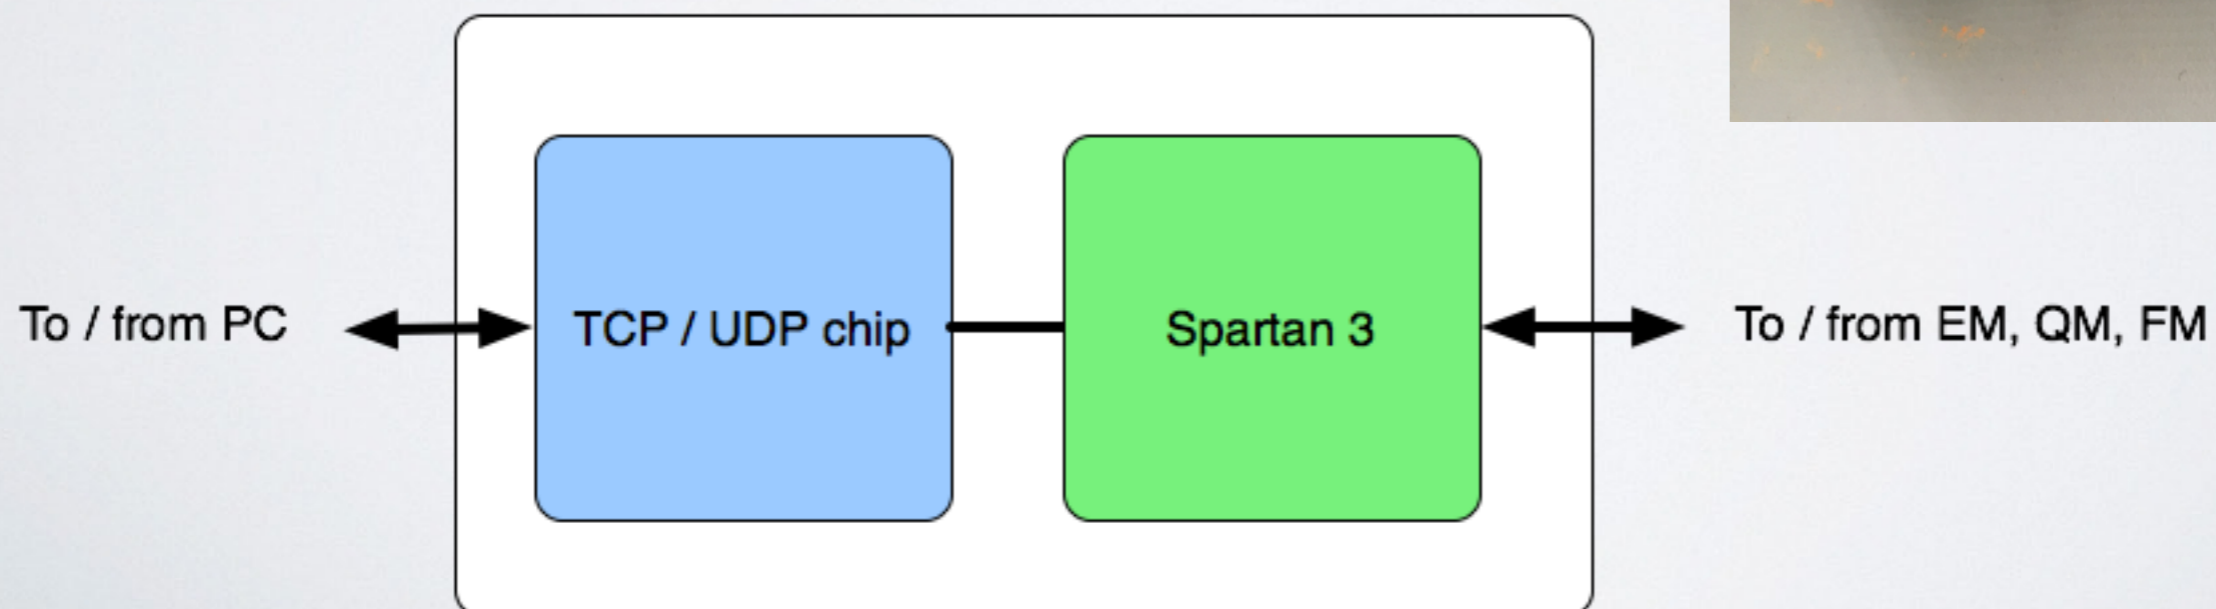 To / from PC
TCP / UDP chip
Spartan 3
To / from EM, QM, FM